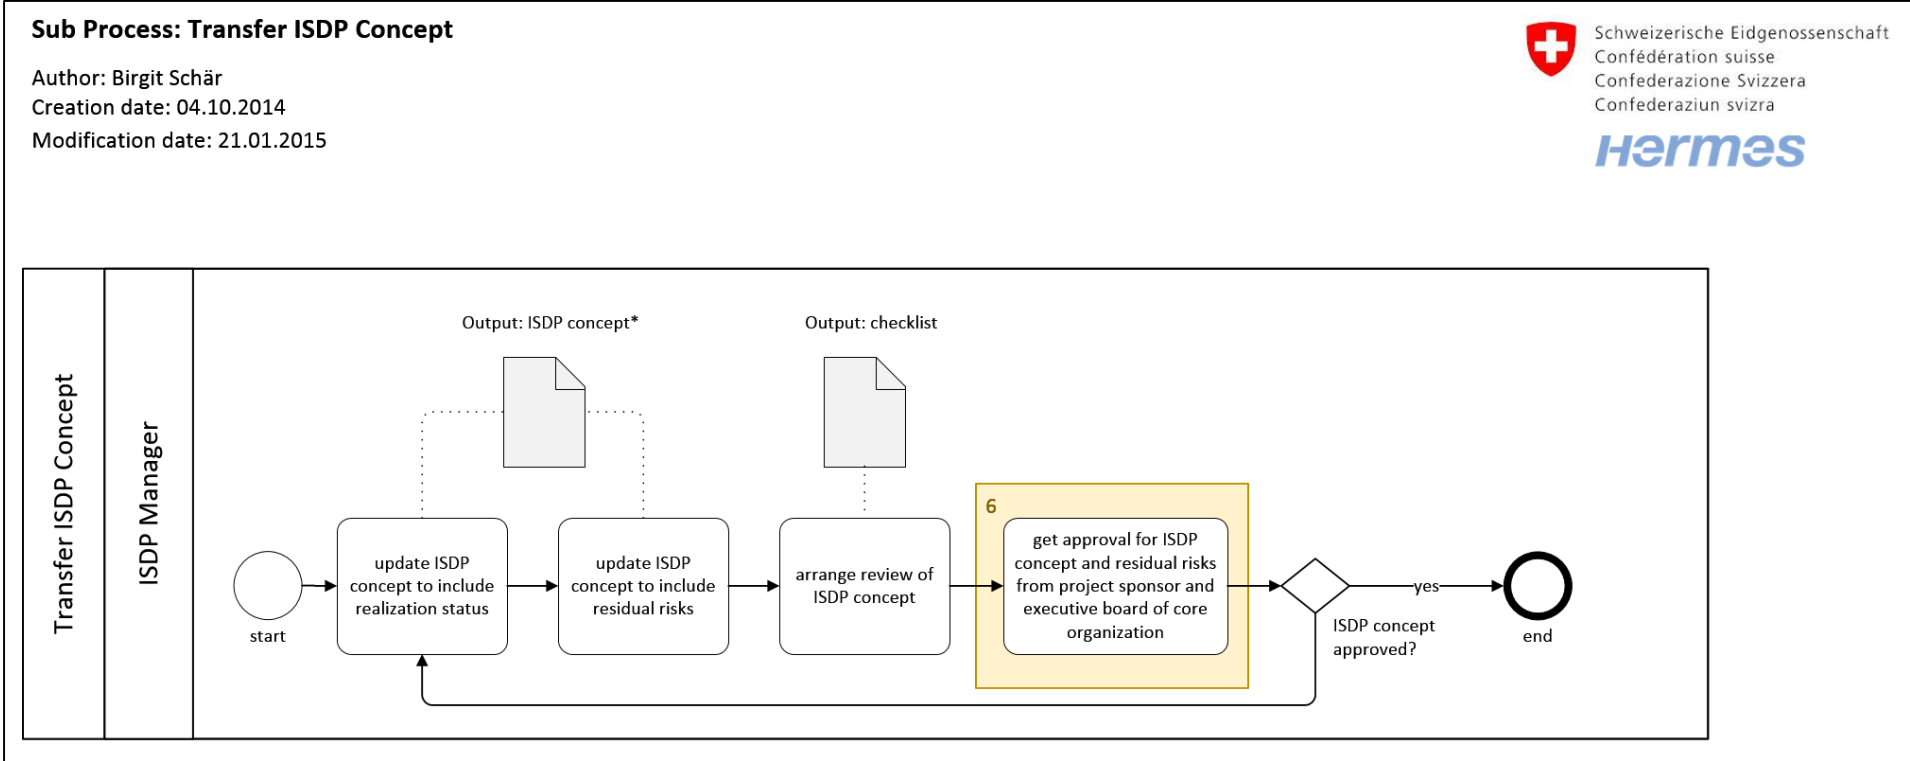 Sub Process: Transfer ISDP Concept
Author: Birgit Schär
Creation date: 04.10.2014
Modification date: 21.01.2015
Schweizerische Eidgenossenschaft
Confédération suisse
Confederazione Svizzera
Confederaziun svizra
Hermes
Transfer ISDP Concept
ISDP Manager
Output: ISDP concept*
Output: checklist
start
update ISDP
concept to include
realization status
update ISDP
concept to include
residual risks
arrange review of
ISDP concept
6
get approval for ISDP
concept and residual risks
from project sponsor and
executive board of core
organization
yes
ISDP concept
approved?
end